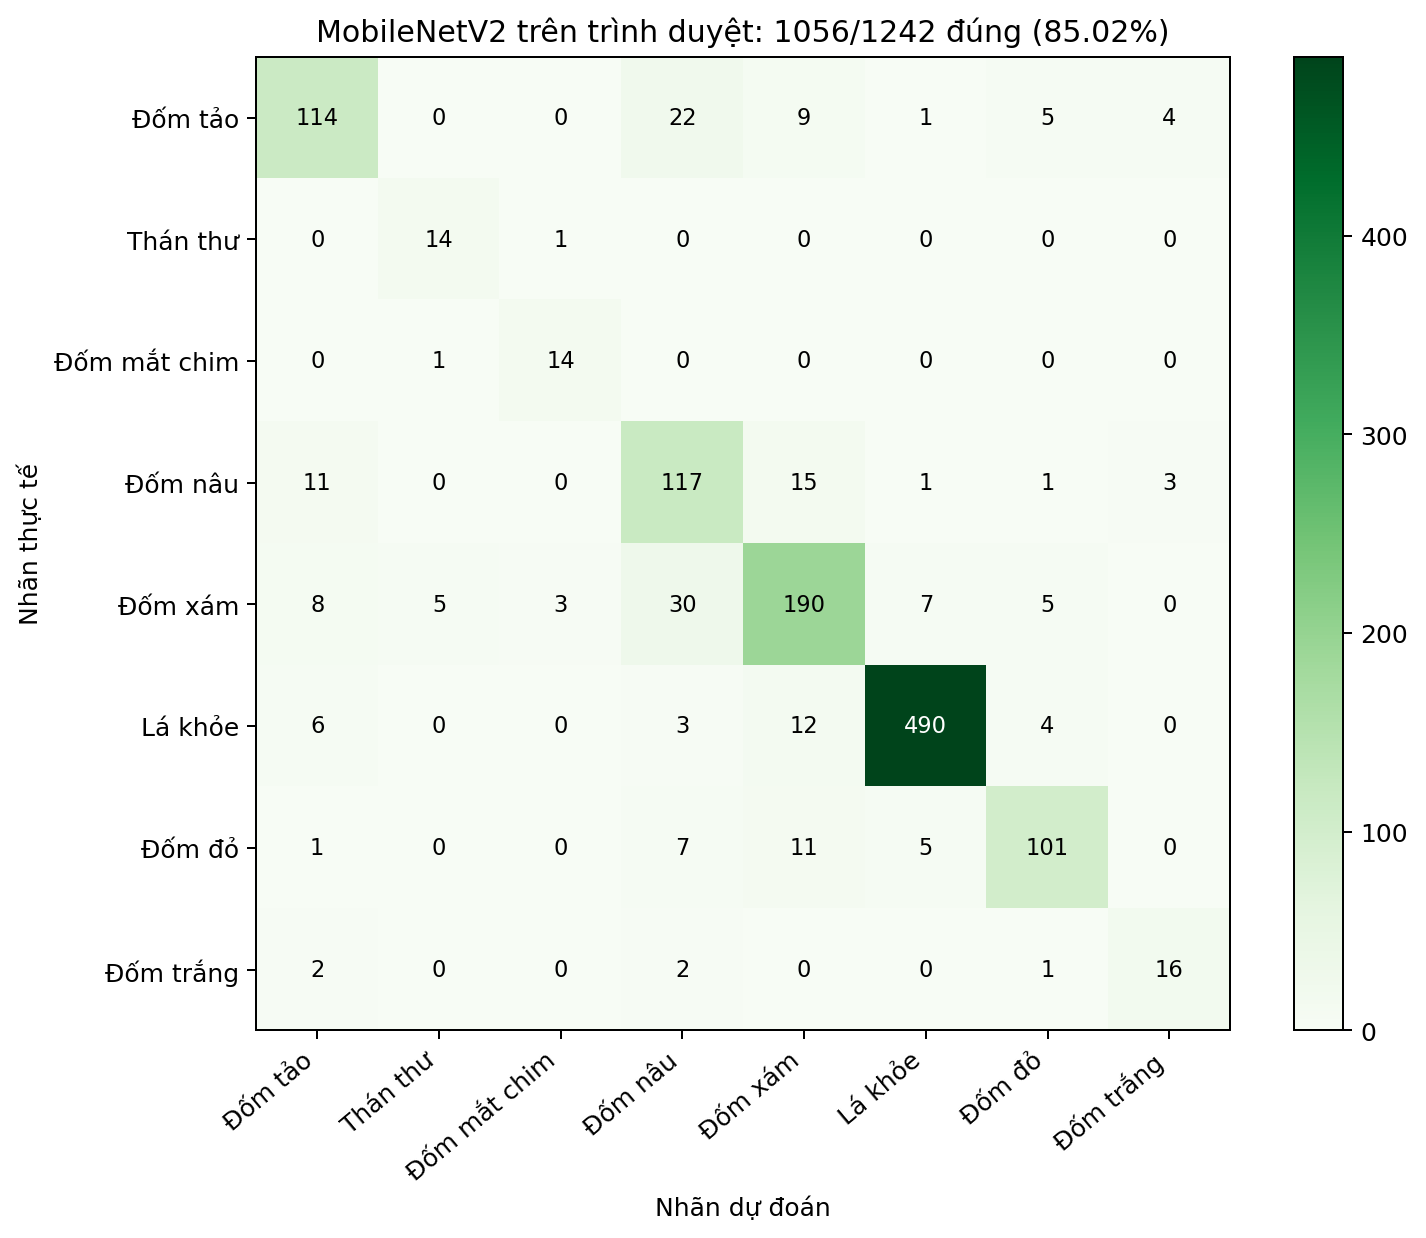 MobileNetV2 trên trình duyệt: 1056/1242 đúng (85.02%)
Đốm tảo 114 0 0 22 9 1 5 4
Thán thư 0 14 1 0 0 0 0 0
Đốm mắt chim 0 1 14 0 0 0 0 0
Đốm nâu 11 0 0 117 15 1 1 3
Đốm xám 8 5 3 30 190 7 5 0
Lá khỏe 6 0 0 3 12 490 4 0
Đốm đỏ 1 0 0 7 11 5 101 0
Đốm trắng 2 0 0 2 0 0 1 16
Nhãn thực tế
Đốm tảo Thán thư Đốm mắt chim Đốm nâu Đốm xám Lá khỏe Đốm đỏ Đốm trắng
Nhãn dự đoán
400
300
200
100
0